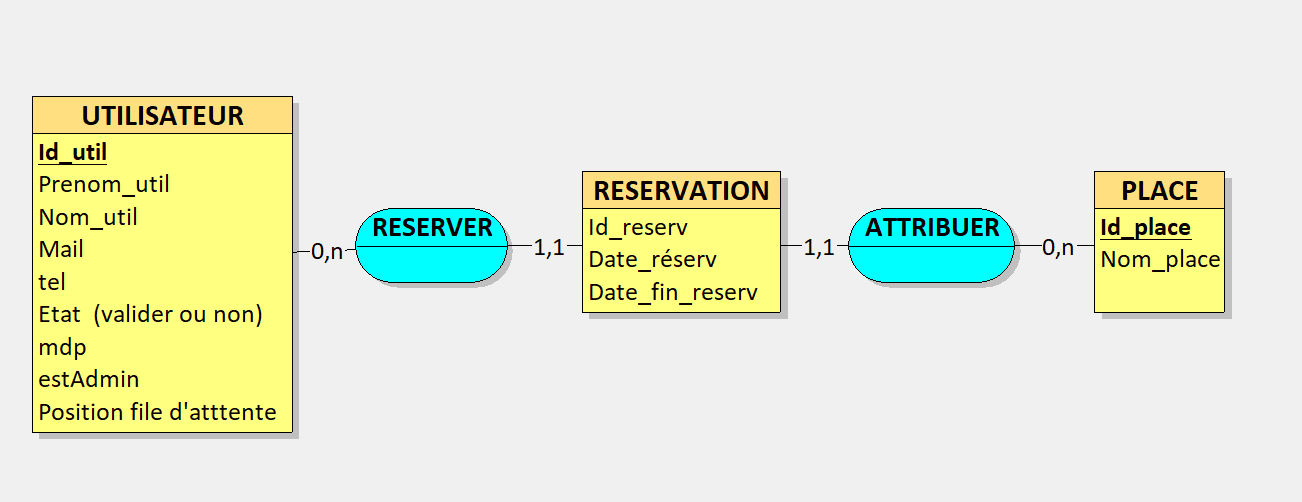 UTILISATEUR
Id_util
Prenom_util
Nom_util
Mail
tel
Etat  (valider ou non)
mdp
estAdmin
Position file d'atttente
0,n
RESERVER
1,1
RESERVATION
Id_reserv
Date_réserv
Date_fin_reserv
1,1
ATTRIBUER
0,n
PLACE
Id_place
Nom_place